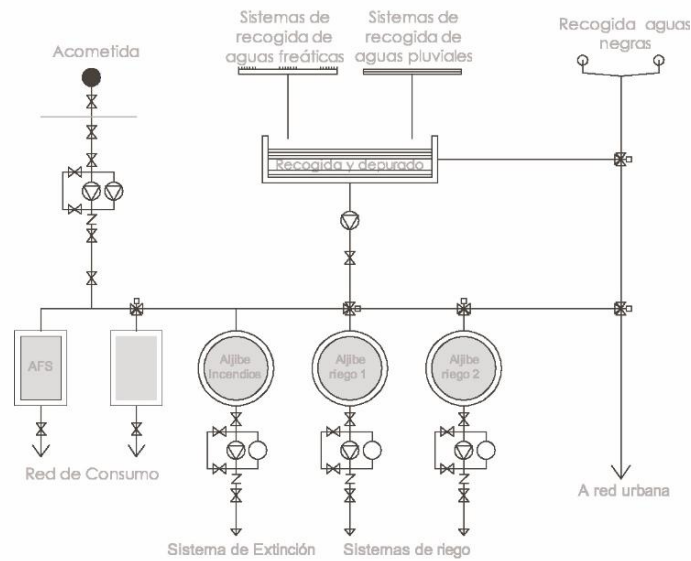 Acometida
Sistemas de
recogida de
aguas freáticas
Sistemas de
recogida de
aguas pluviales
Recogida aguas
negras
Recogida y depurado
AFS
Aljibe
Incendios
Aljibe
riego 1
Aljibe
riego 2
Red de Consumo
Sistema de Extinción
Sistemas de riego
A red urbana